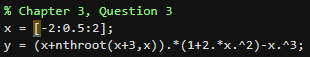 % Chapter 3, Question 3
x = [-2:0.5:2];
y = (x+nthroot(x+3,x)).*(1+2.*x.^2)-x.^3;